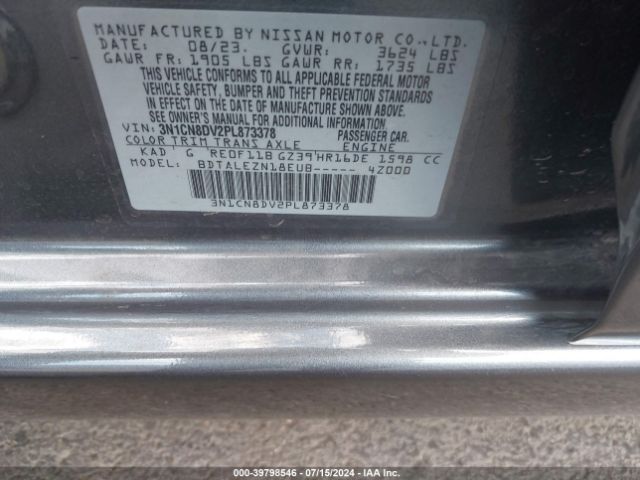 MANUFACTURED BY NISSAN MOTOR CO.,LTD.
DATE: 08/23. GVWR: 3624 LBS
GAWR FR: 1905 LBS GAWR RR: 1735 LBS
THIS VEHICLE CONFORMS TO ALL APPLICABLE FEDERAL MOTOR
VEHICLE SAFETY, BUMPER AND THEFT PREVENTION STANDARDS
IN EFFECT ON THE DATE OF MANUFACTURE SHOWN ABOVE.
SEE OWNER'S MANUAL FOR ADDITIONAL INFORMATION
VIN: 3N1CN8DV2PL873378 PASSENGER CAR.
COLOR TRIM TRANS AXLE ENGINE
KAD G RE0F11B GZ39 HR16DE 1598 CC
MODEL: BDTALEZN18EUB----- 4Z000
3N1CN8DV2PL873378
000-39798546 07/15/2024 IAA Inc.